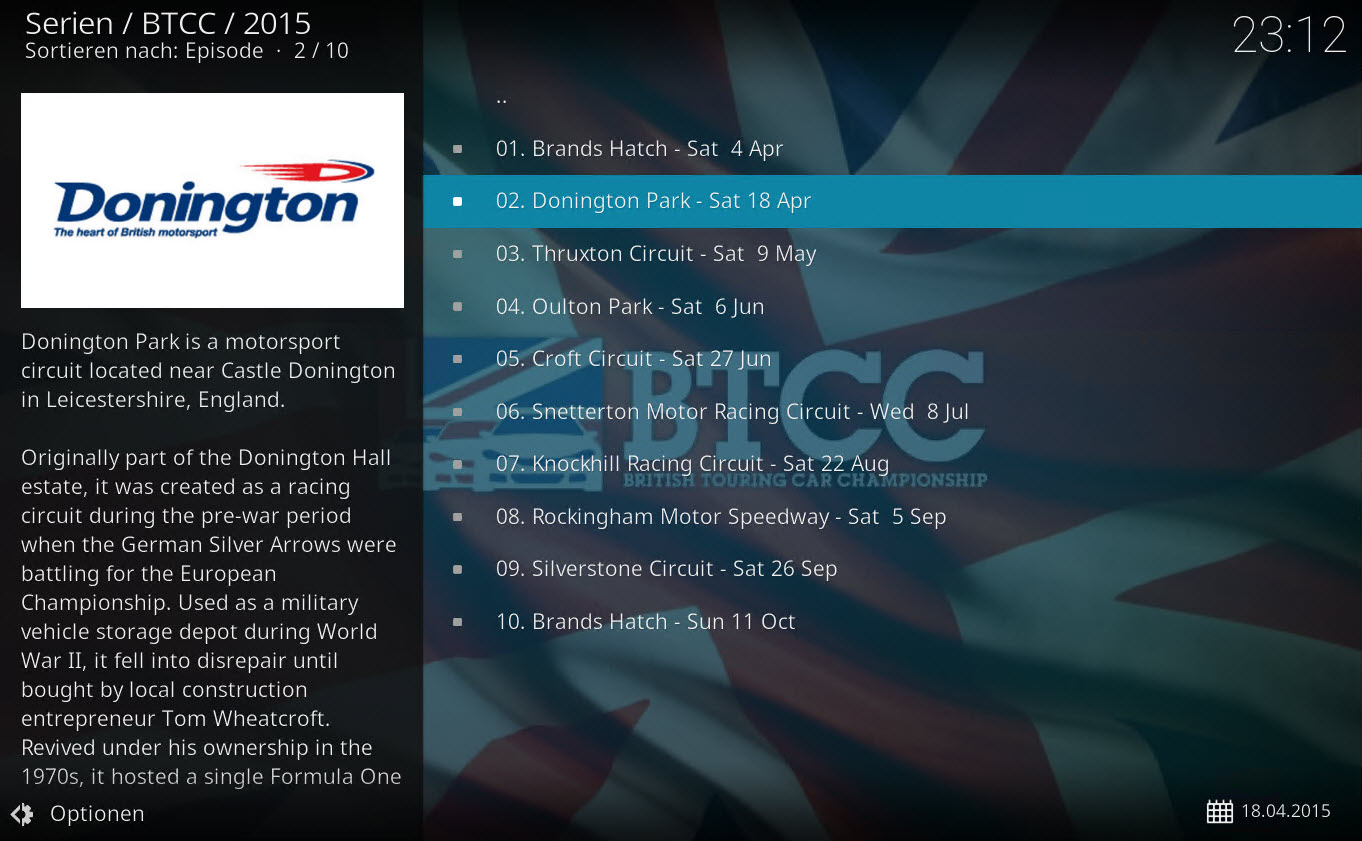 Serien / BTCC / 2015
Sortieren nach: Episode · 2 / 10
23:12
Donington
The heart of British motorsport
Donington Park is a motorsport
circuit located near Castle Donington
in Leicestershire, England.
Originally part of the Donington Hall
estate, it was created as a racing
circuit during the pre-war period
when the German Silver Arrows were
battling for the European
Championship. Used as a military
vehicle storage depot during World
War II, it fell into disrepair until
bought by local construction
entrepreneur Tom Wheatcroft.
Revived under his ownership in the
1970s, it hosted a single Formula One
..
01. Brands Hatch - Sat  4 Apr
02. Donington Park - Sat 18 Apr
03. Thruxton Circuit - Sat  9 May
04. Oulton Park - Sat  6 Jun
05. Croft Circuit - Sat 27 Jun
06. Snetterton Motor Racing Circuit - Wed  8 Jul
07. Knockhill Racing Circuit - Sat 22 Aug
08. Rockingham Motor Speedway - Sat  5 Sep
09. Silverstone Circuit - Sat 26 Sep
10. Brands Hatch - Sun 11 Oct
BTCC
BRITISH TOURING CAR CHAMPIONSHIP
Optionen
18.04.2015